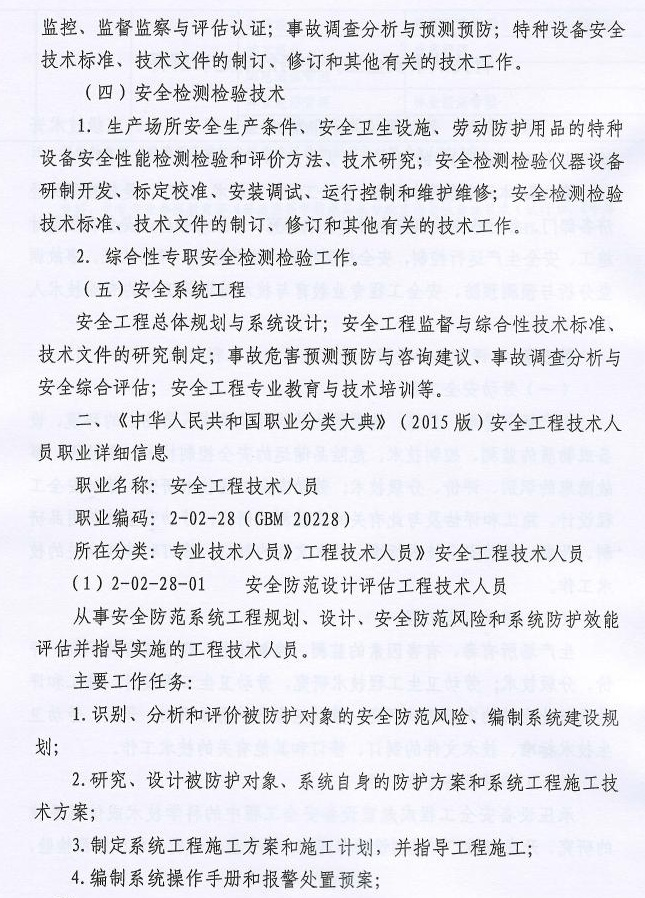 监控、监督监察与评估认证；事故调查分析与预测预防；特种设备安全
技术标准、技术文件的制订、修订和其他有关的技术工作。
（四）安全检测检验技术
1. 生产场所安全生产条件、安全卫生设施、劳动防护用品的特种
设备安全性能检测检验和评价方法、技术研究；安全检测检验仪器设备
研制开发、标定校准、安装调试、运行控制和维护维修；安全检测检验
技术标准、技术文件的制订、修订和其他有关的技术工作。
2. 综合性专职安全检测检验工作。
（五）安全系统工程
安全工程总体规划与系统设计；安全工程监督与综合性技术标准、
技术文件的研究制定；事故危害预测预防与咨询建议、事故调查分析与
安全综合评估；安全工程专业教育与技术培训等。
二、《中华人民共和国职业分类大典》（2015 版）安全工程技术人
员职业详细信息
职业名称：安全工程技术人员
职业编码：2-02-28（GBM 20228）
所在分类：专业技术人员》工程技术人员》安全工程技术人员
（1）2-02-28-01 安全防范设计评估工程技术人员
从事安全防范系统工程规划、设计、安全防范风险和系统防护效能
评估并指导实施的工程技术人员。
主要工作任务：
1.识别、分析和评价被防护对象的安全防范风险、编制系统建设规
划；
2.研究、设计被防护对象、系统自身的防护方案和系统工程施工技
术方案；
3.制定系统工程施工方案和施工计划，并指导工程施工；
4.编制系统操作手册和报警处置预案；